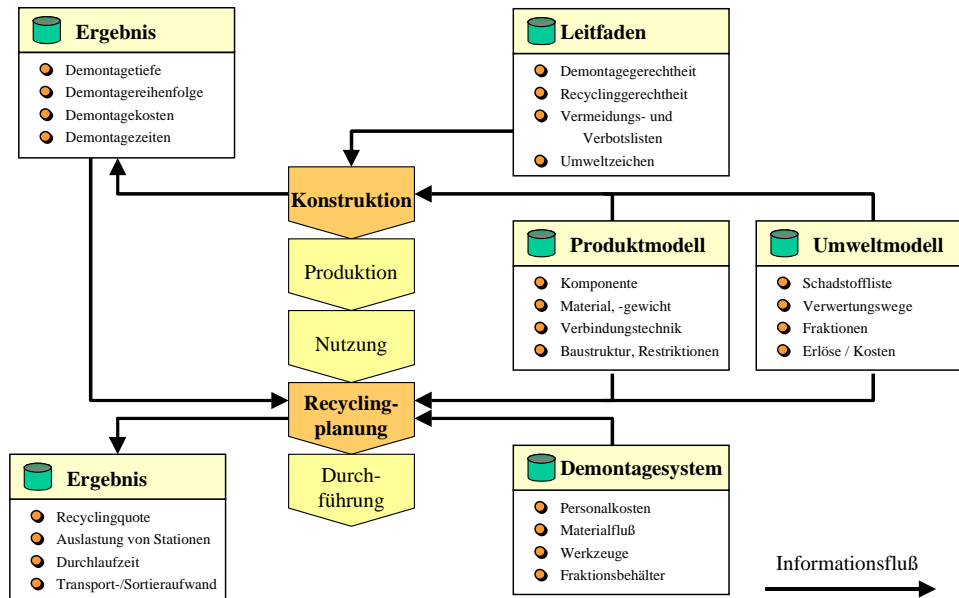 Ergebnis
Demontagetiefe
Demontagereihenfolge
Demontagekosten
Demontagezeiten
Leitfaden
Demontagegerechtheit
Recyclinggerechtheit
Vermeidungs- und
Verbotslisten
Umweltzeichen
Konstruktion
Produktion
Nutzung
Recycling-
planung
Durch-
führung
Produktmodell
Komponente
Material, -gewicht
Verbindungstechnik
Baustruktur, Restriktionen
Umweltmodell
Schadstoffliste
Verwertungswege
Fraktionen
Erlöse / Kosten
Ergebnis
Recyclingquote
Auslastung von Stationen
Durchlaufzeit
Transport-/Sortieraufwand
Demontagesystem
Personalkosten
Materialfluß
Werkzeuge
Fraktionsbehälter
Informationsfluß